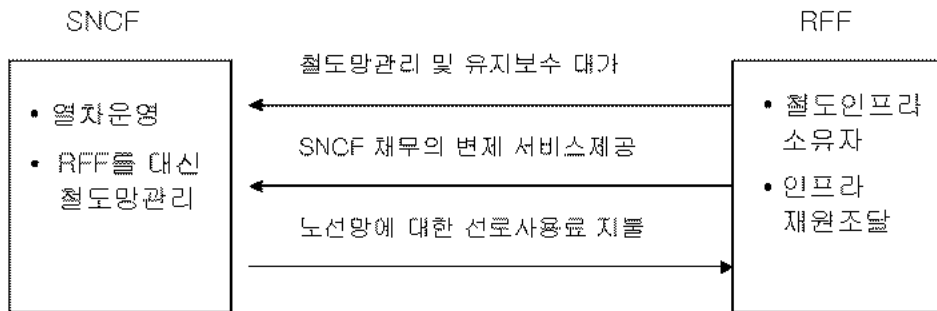 SNCF
RFF
철도망관리 및 유지보수 대가
• 열차운영
• RFF를 대신
철도망관리
SNCF 채무의 변제 서비스제공
노선망에 대한 선로사용료 지불
• 철도인프라
소유자
• 인프라
재원조달